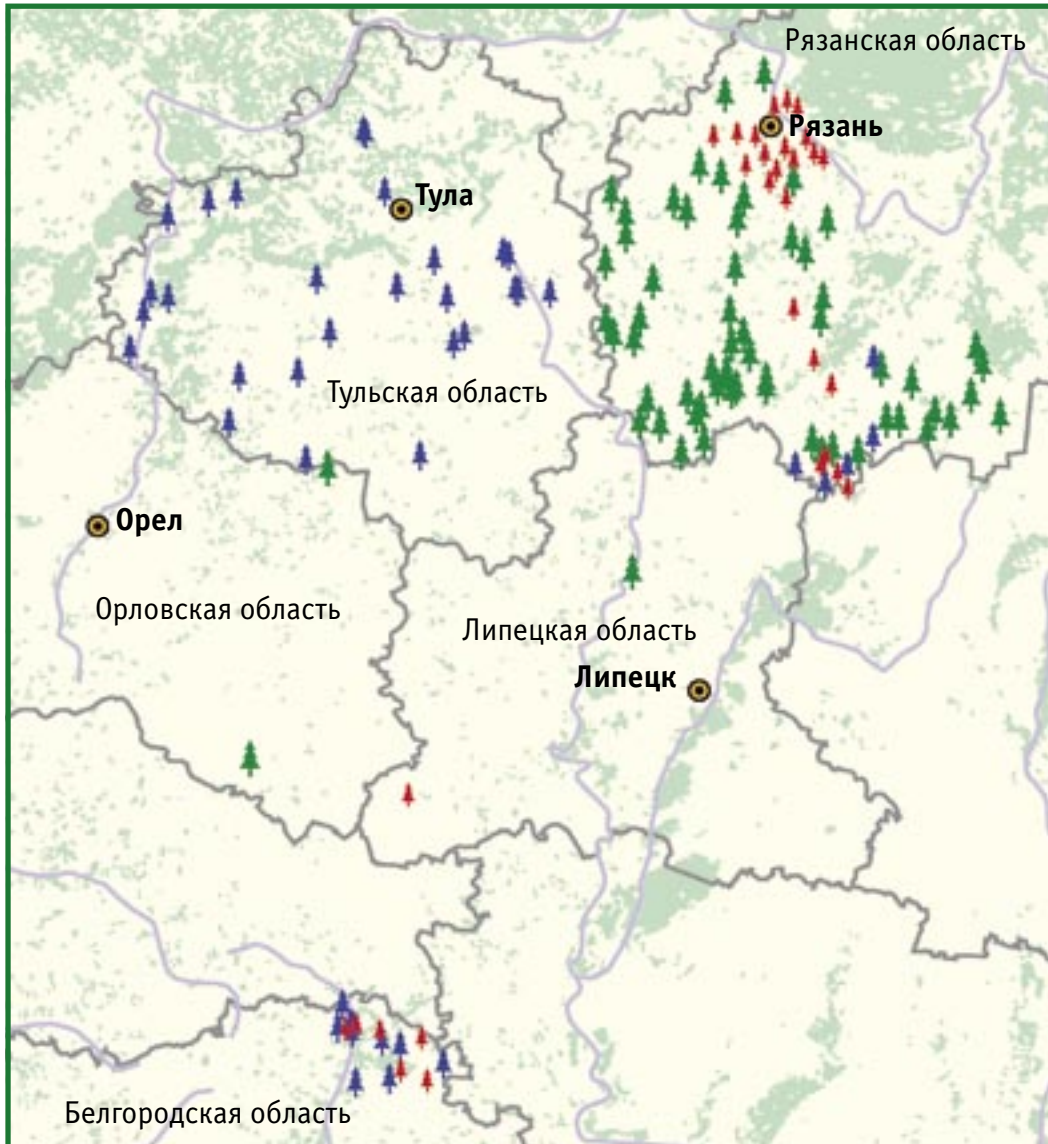 Рязанская область
Рязань
Тула
Тульская область
Орел
Орловская область
Липецкая область
Липецк
Белгородская область